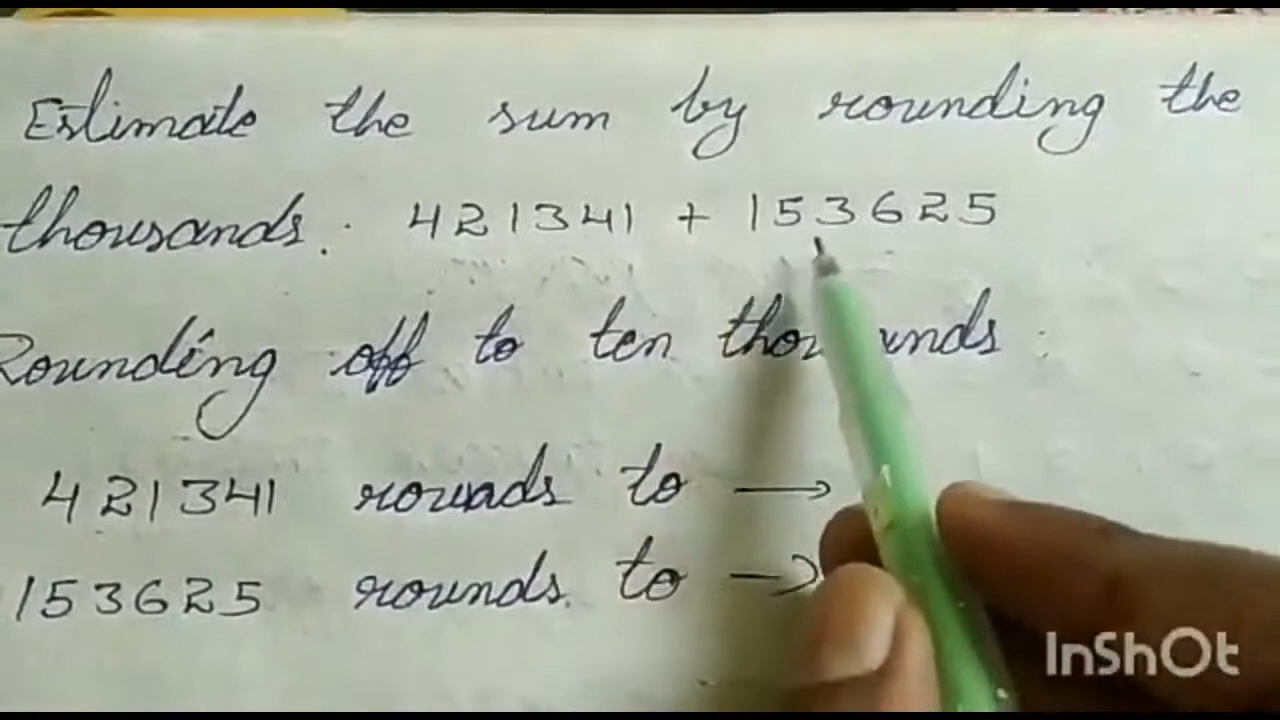 Estimate the sum by rounding the
thousands. 421341 + 153625
Rounding off to ten thousands:
421341 rounds to →
153625 rounds. to →
InShOt